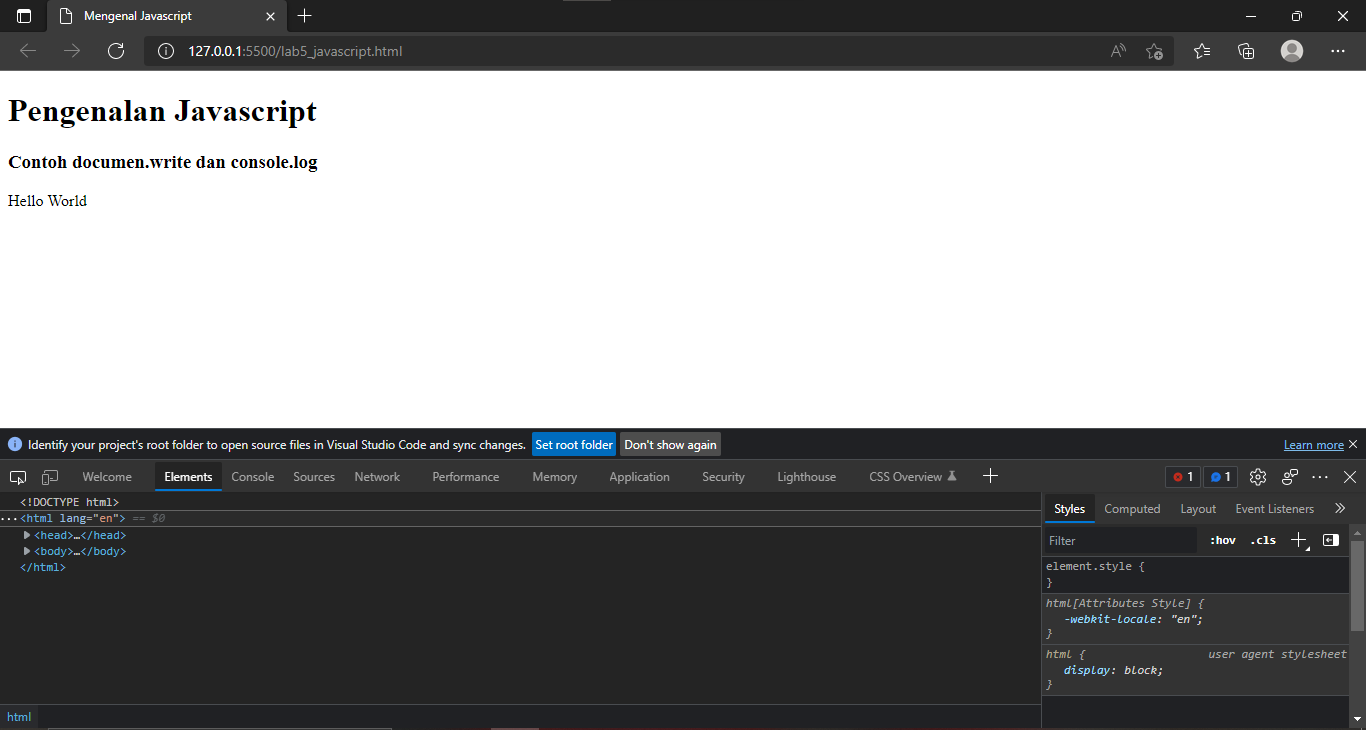 Mengenal Javascript
127.0.0.1:5500/lab5_javascript.html
Pengenalan Javascript
Contoh documen.write dan console.log
Hello World
Identify your project's root folder to open source files in Visual Studio Code and sync changes. Set root folder Don't show again Learn more
Welcome Elements Console Sources Network Performance Memory Application Security Lighthouse CSS Overview 1 1
<!DOCTYPE html>
···<html lang="en"> == $0
<head>…</head>
<body>…</body>
</html>
html
Styles Computed Layout Event Listeners
Filter :hov .cls
element.style {
}
html[Attributes Style] {
-webkit-locale: "en";
}
html { user agent stylesheet
display: block;
}